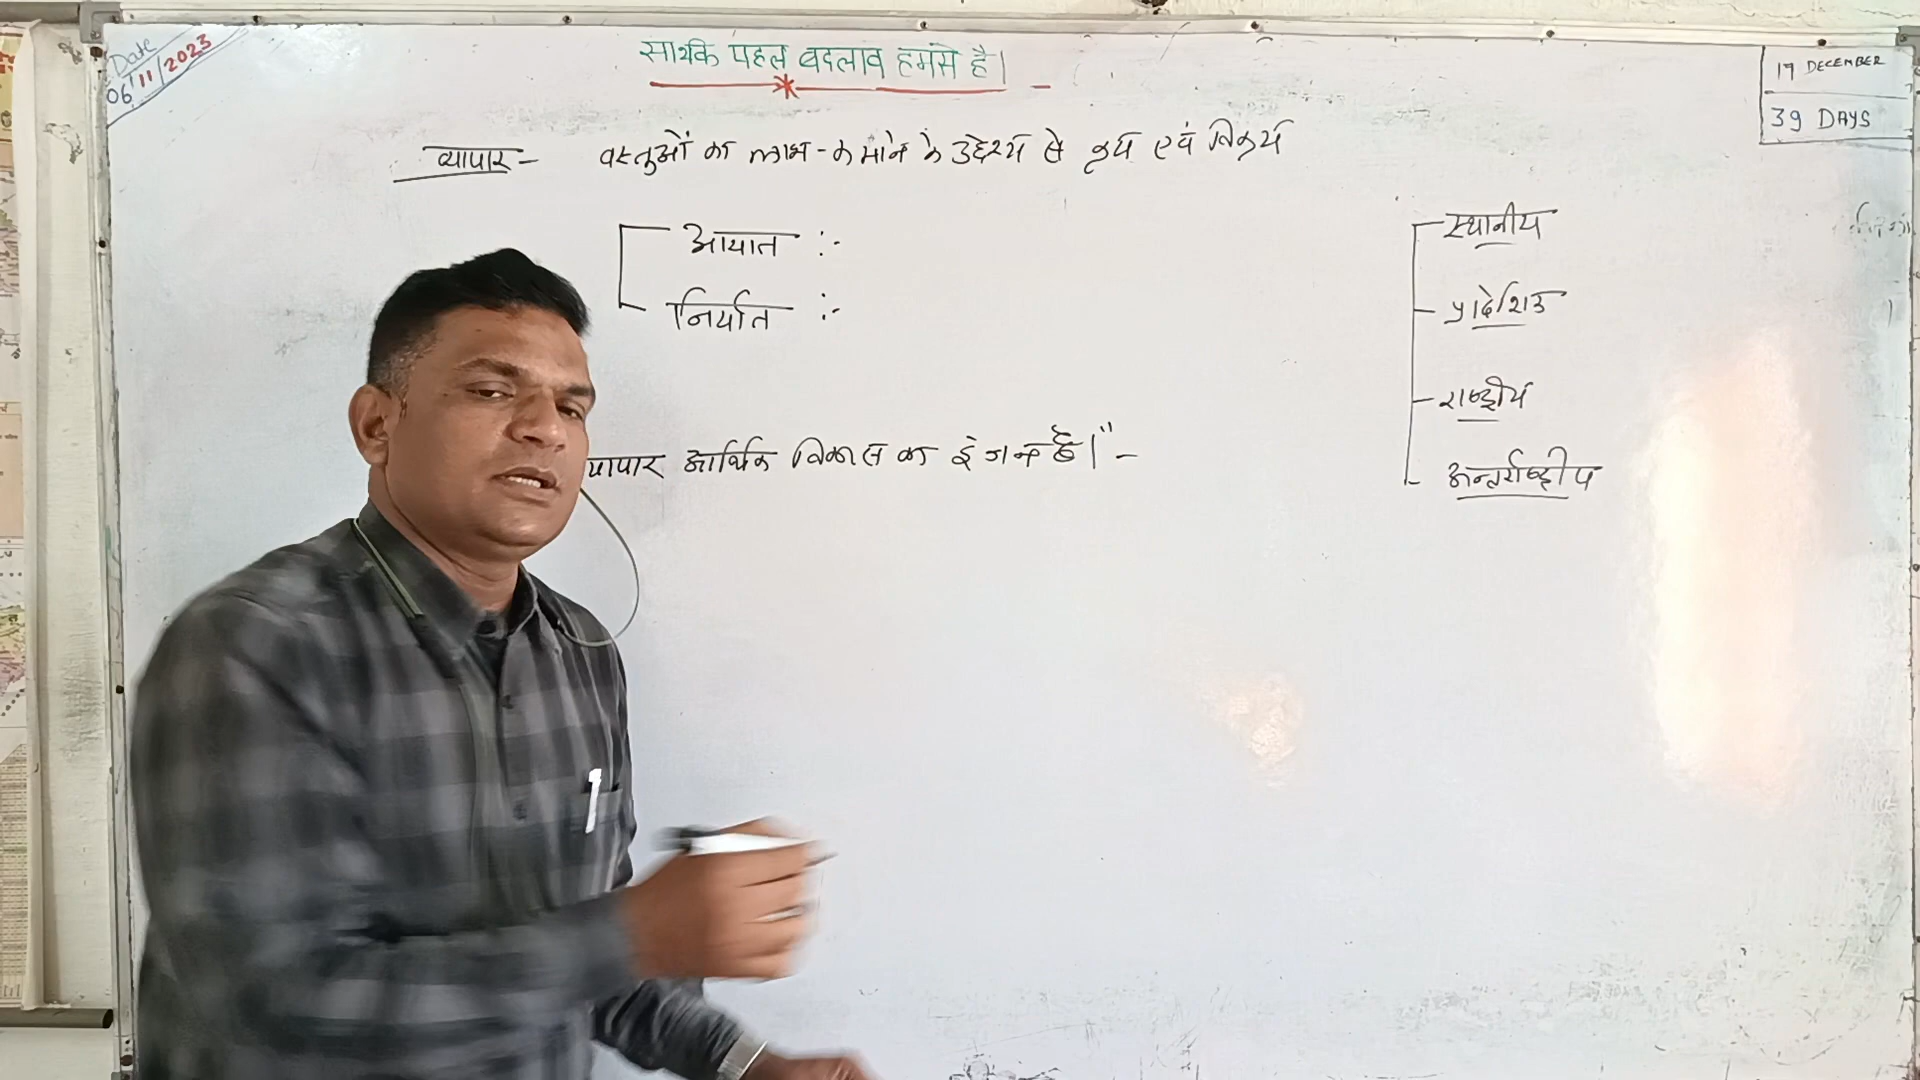 Date
06/11/2023
सार्थक पहल बदलाव हमसे है।
17 DECEMBER
39 DAYS
व्यापार - वस्तुओं का लाभ-कमाने के उद्देश्य से क्रय एवं विक्रय
आयात :-
निर्यात :-
स्थानीय
प्रादेशिक
राष्ट्रीय
अन्तर्राष्ट्रीय
यापार आर्थिक विकास का इंजन है।" -